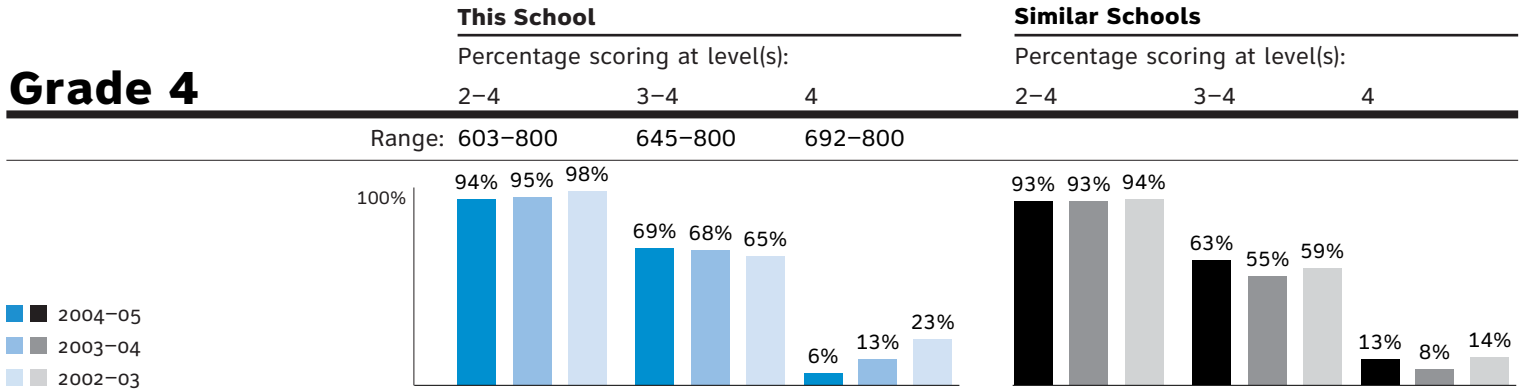 This School Similar Schools
Percentage scoring at level(s): Percentage scoring at level(s):
Grade 4 2–4 3–4 4 2–4 3–4 4
Range: 603–800 645–800 692–800
100% 94% 95% 98% 69% 68% 65% 6% 13% 23% 93% 93% 94% 63% 55% 59% 13% 8% 14%
2004–05
2003–04
2002–03